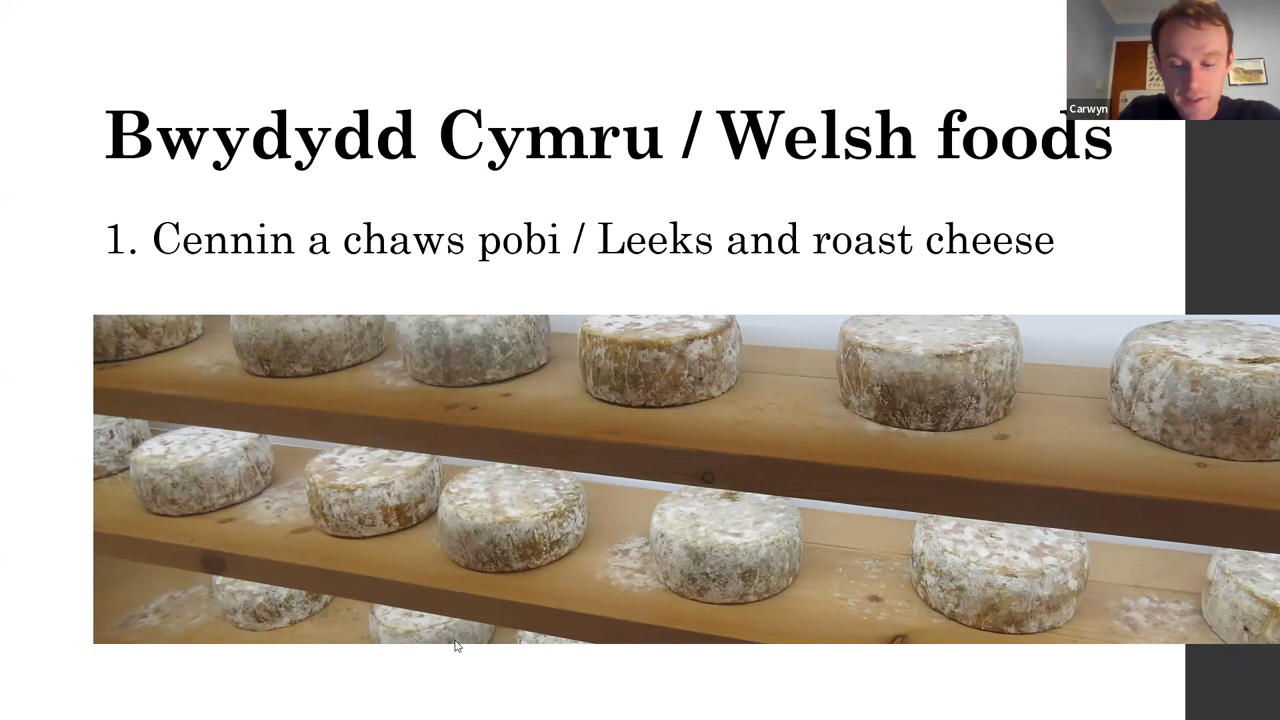 Carwyn
Bwydydd Cymru / Welsh foods
1. Cennin a chaws pobi / Leeks and roast cheese